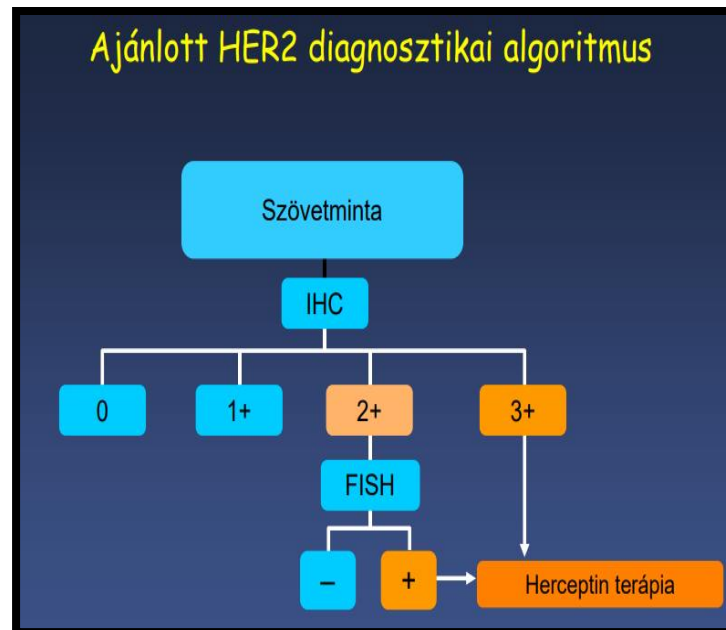 Ajánlott HER2 diagnosztikai algoritmus
Szövetminta
IHC
0
1+
2+
3+
FISH
–
+
Herceptin terápia